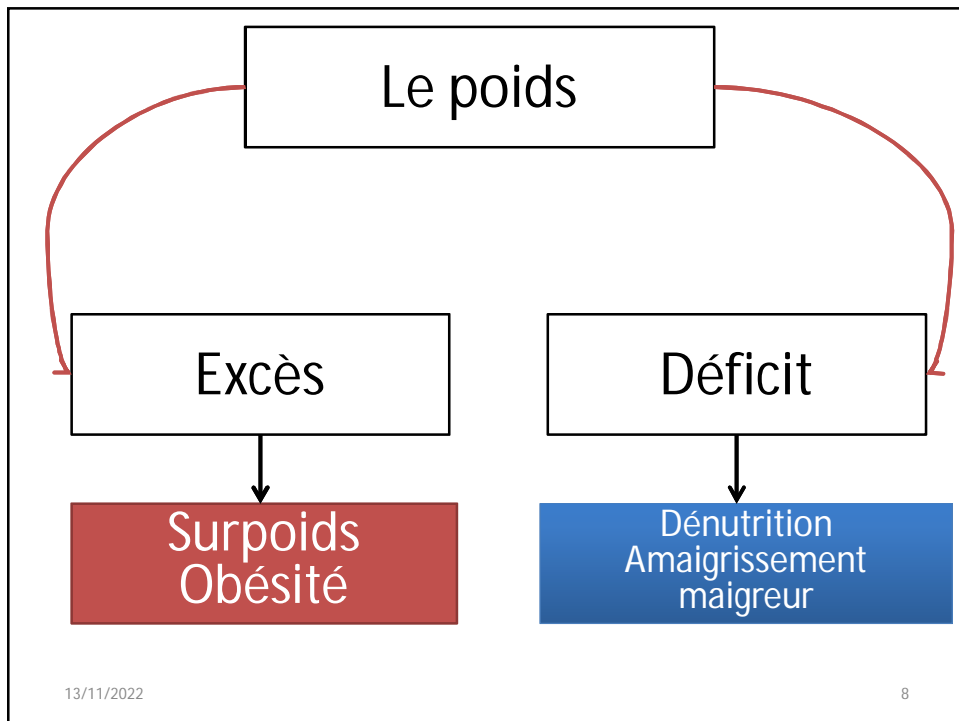 Le poids
Excès
Déficit
Surpoids
Obésité
Dénutrition
Amaigrissement
maigreur
13/11/2022
8